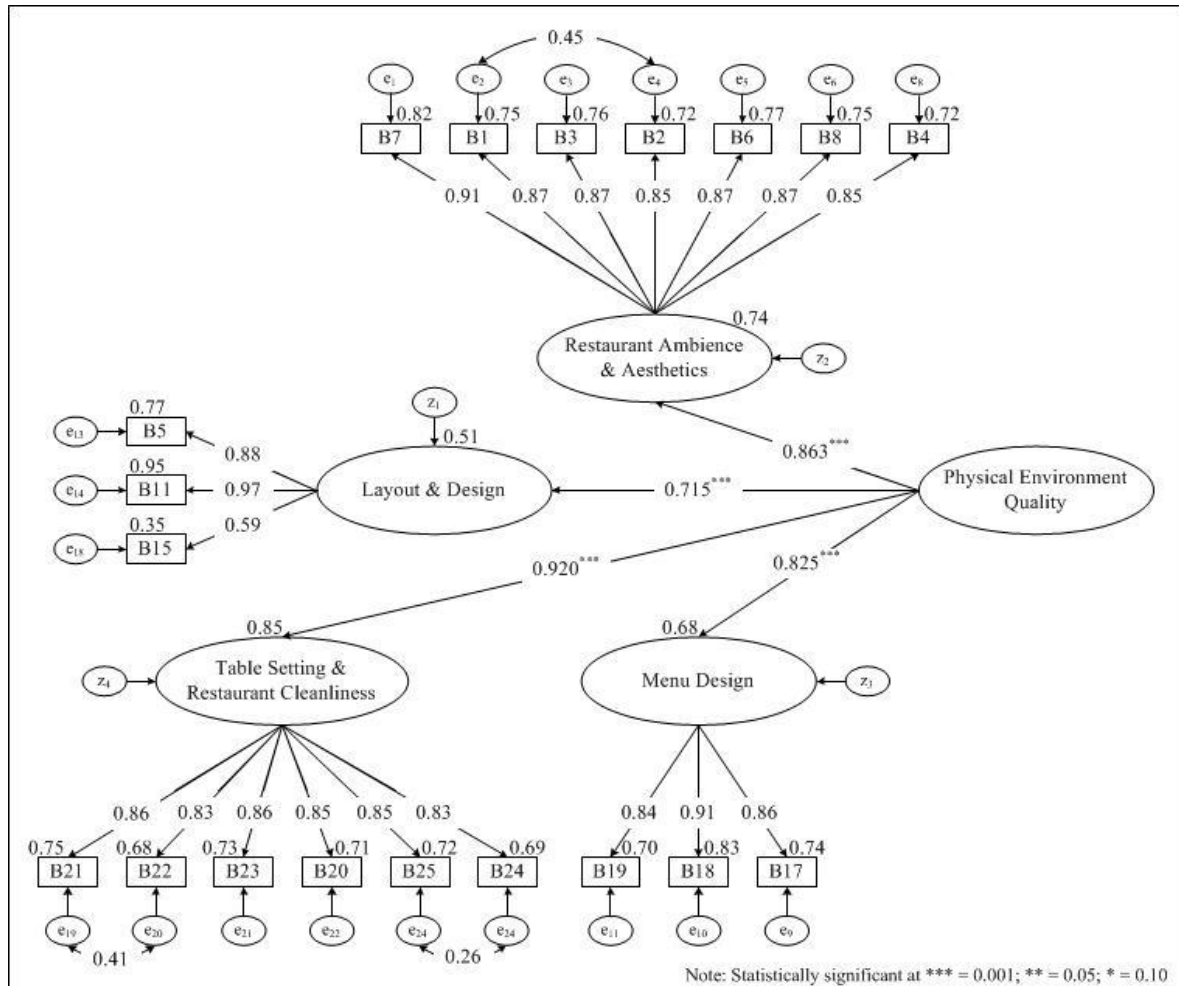 0.45
e1 e2 e3 e4 e5 e6 e8
0.82 0.75 0.76 0.72 0.77 0.75 0.72
B7 B1 B3 B2 B6 B8 B4
0.91 0.87 0.87 0.85 0.87 0.87 0.85
0.74
Restaurant Ambience
& Aesthetics
z2
z1
0.51
0.77
e13 B5
0.88
0.863***
Layout & Design
0.715***
Physical Environment
Quality
0.95
e14 B11
0.97
0.59
0.35
e18 B15
0.920***
0.825***
0.85
0.68
z4
Table Setting &
Restaurant Cleanliness
Menu Design
z3
0.86 0.83 0.86 0.85 0.85 0.83
0.84 0.91 0.86
0.75 0.68 0.73 0.71 0.72 0.69
0.70 0.83 0.74
B21 B22 B23 B20 B25 B24
B19 B18 B17
e19 e20 e21 e22 e24 e24
e11 e10 e9
0.41
0.26
Note: Statistically significant at *** = 0.001; ** = 0.05; * = 0.10